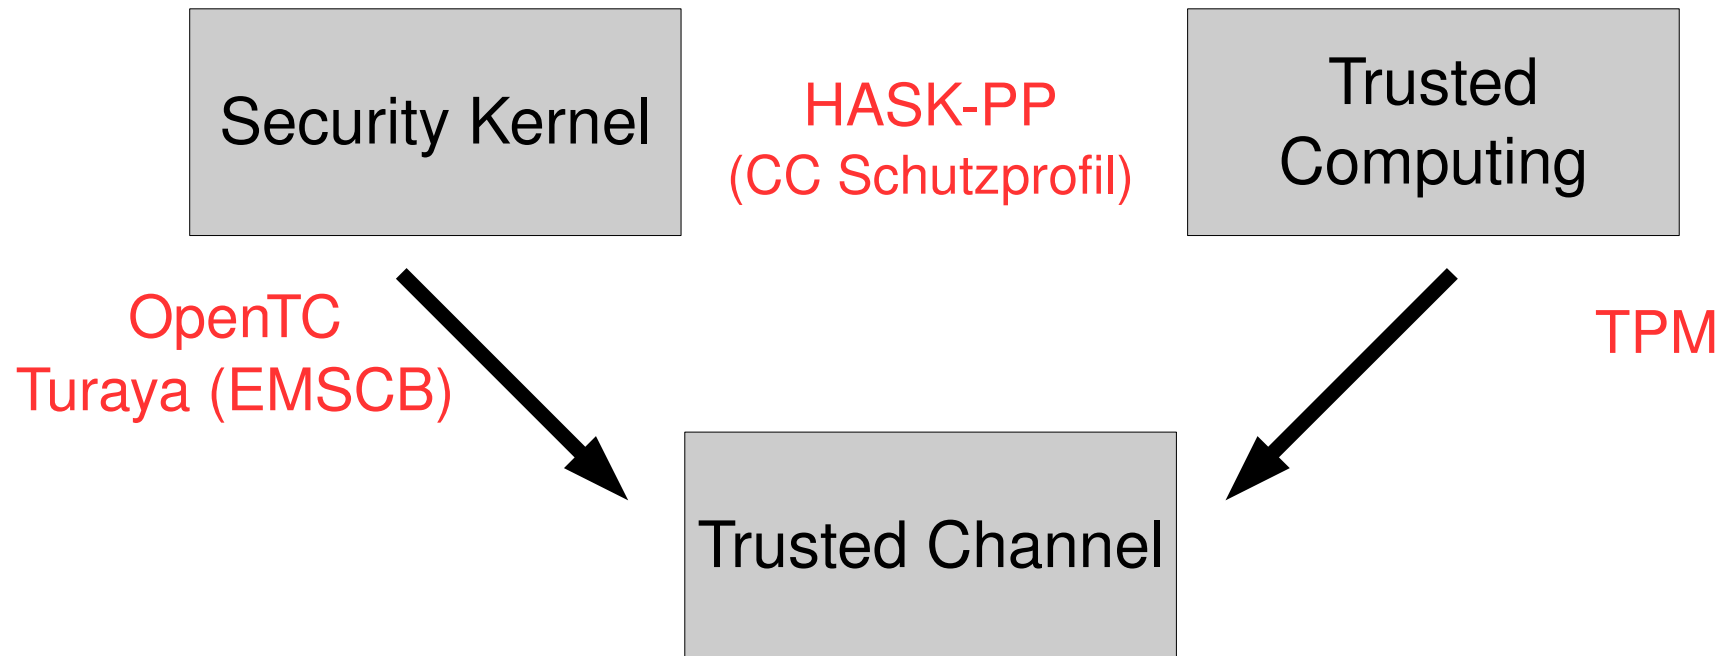 Security Kernel
HASK-PP
(CC Schutzprofil)
Trusted
Computing
OpenTC
Turaya (EMSCB)
TPM
Trusted Channel